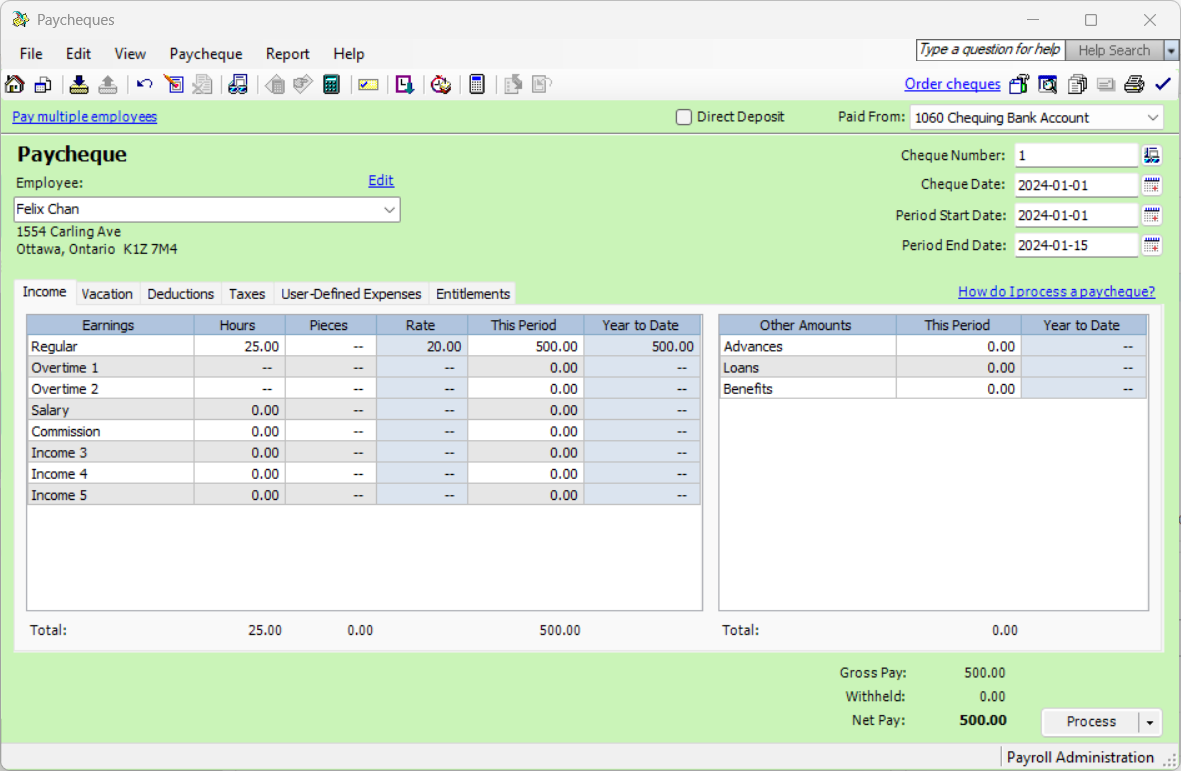 Paycheques
File Edit View Paycheque Report Help
Type a question for help Help Search
Order cheques
Pay multiple employees
Direct Deposit
Paid From: 1060 Chequing Bank Account
Paycheque
Employee: Edit
Felix Chan
1554 Carling Ave
Ottawa, Ontario K1Z 7M4
Cheque Number: 1
Cheque Date: 2024-01-01
Period Start Date: 2024-01-01
Period End Date: 2024-01-15
Income Vacation Deductions Taxes User-Defined Expenses Entitlements
How do I process a paycheque?
Earnings Hours Pieces Rate This Period Year to Date
Regular 25.00 -- 20.00 500.00 500.00
Overtime 1 -- -- -- 0.00 --
Overtime 2 -- -- -- 0.00 --
Salary 0.00 -- -- 0.00 --
Commission 0.00 -- -- 0.00 --
Income 3 0.00 -- -- 0.00 --
Income 4 0.00 -- -- 0.00 --
Income 5 0.00 -- -- 0.00 --
Total: 25.00 0.00 500.00
Other Amounts This Period Year to Date
Advances 0.00 --
Loans 0.00 --
Benefits 0.00 --
Total: 0.00
Gross Pay: 500.00
Withheld: 0.00
Net Pay: 500.00
Process
Payroll Administration